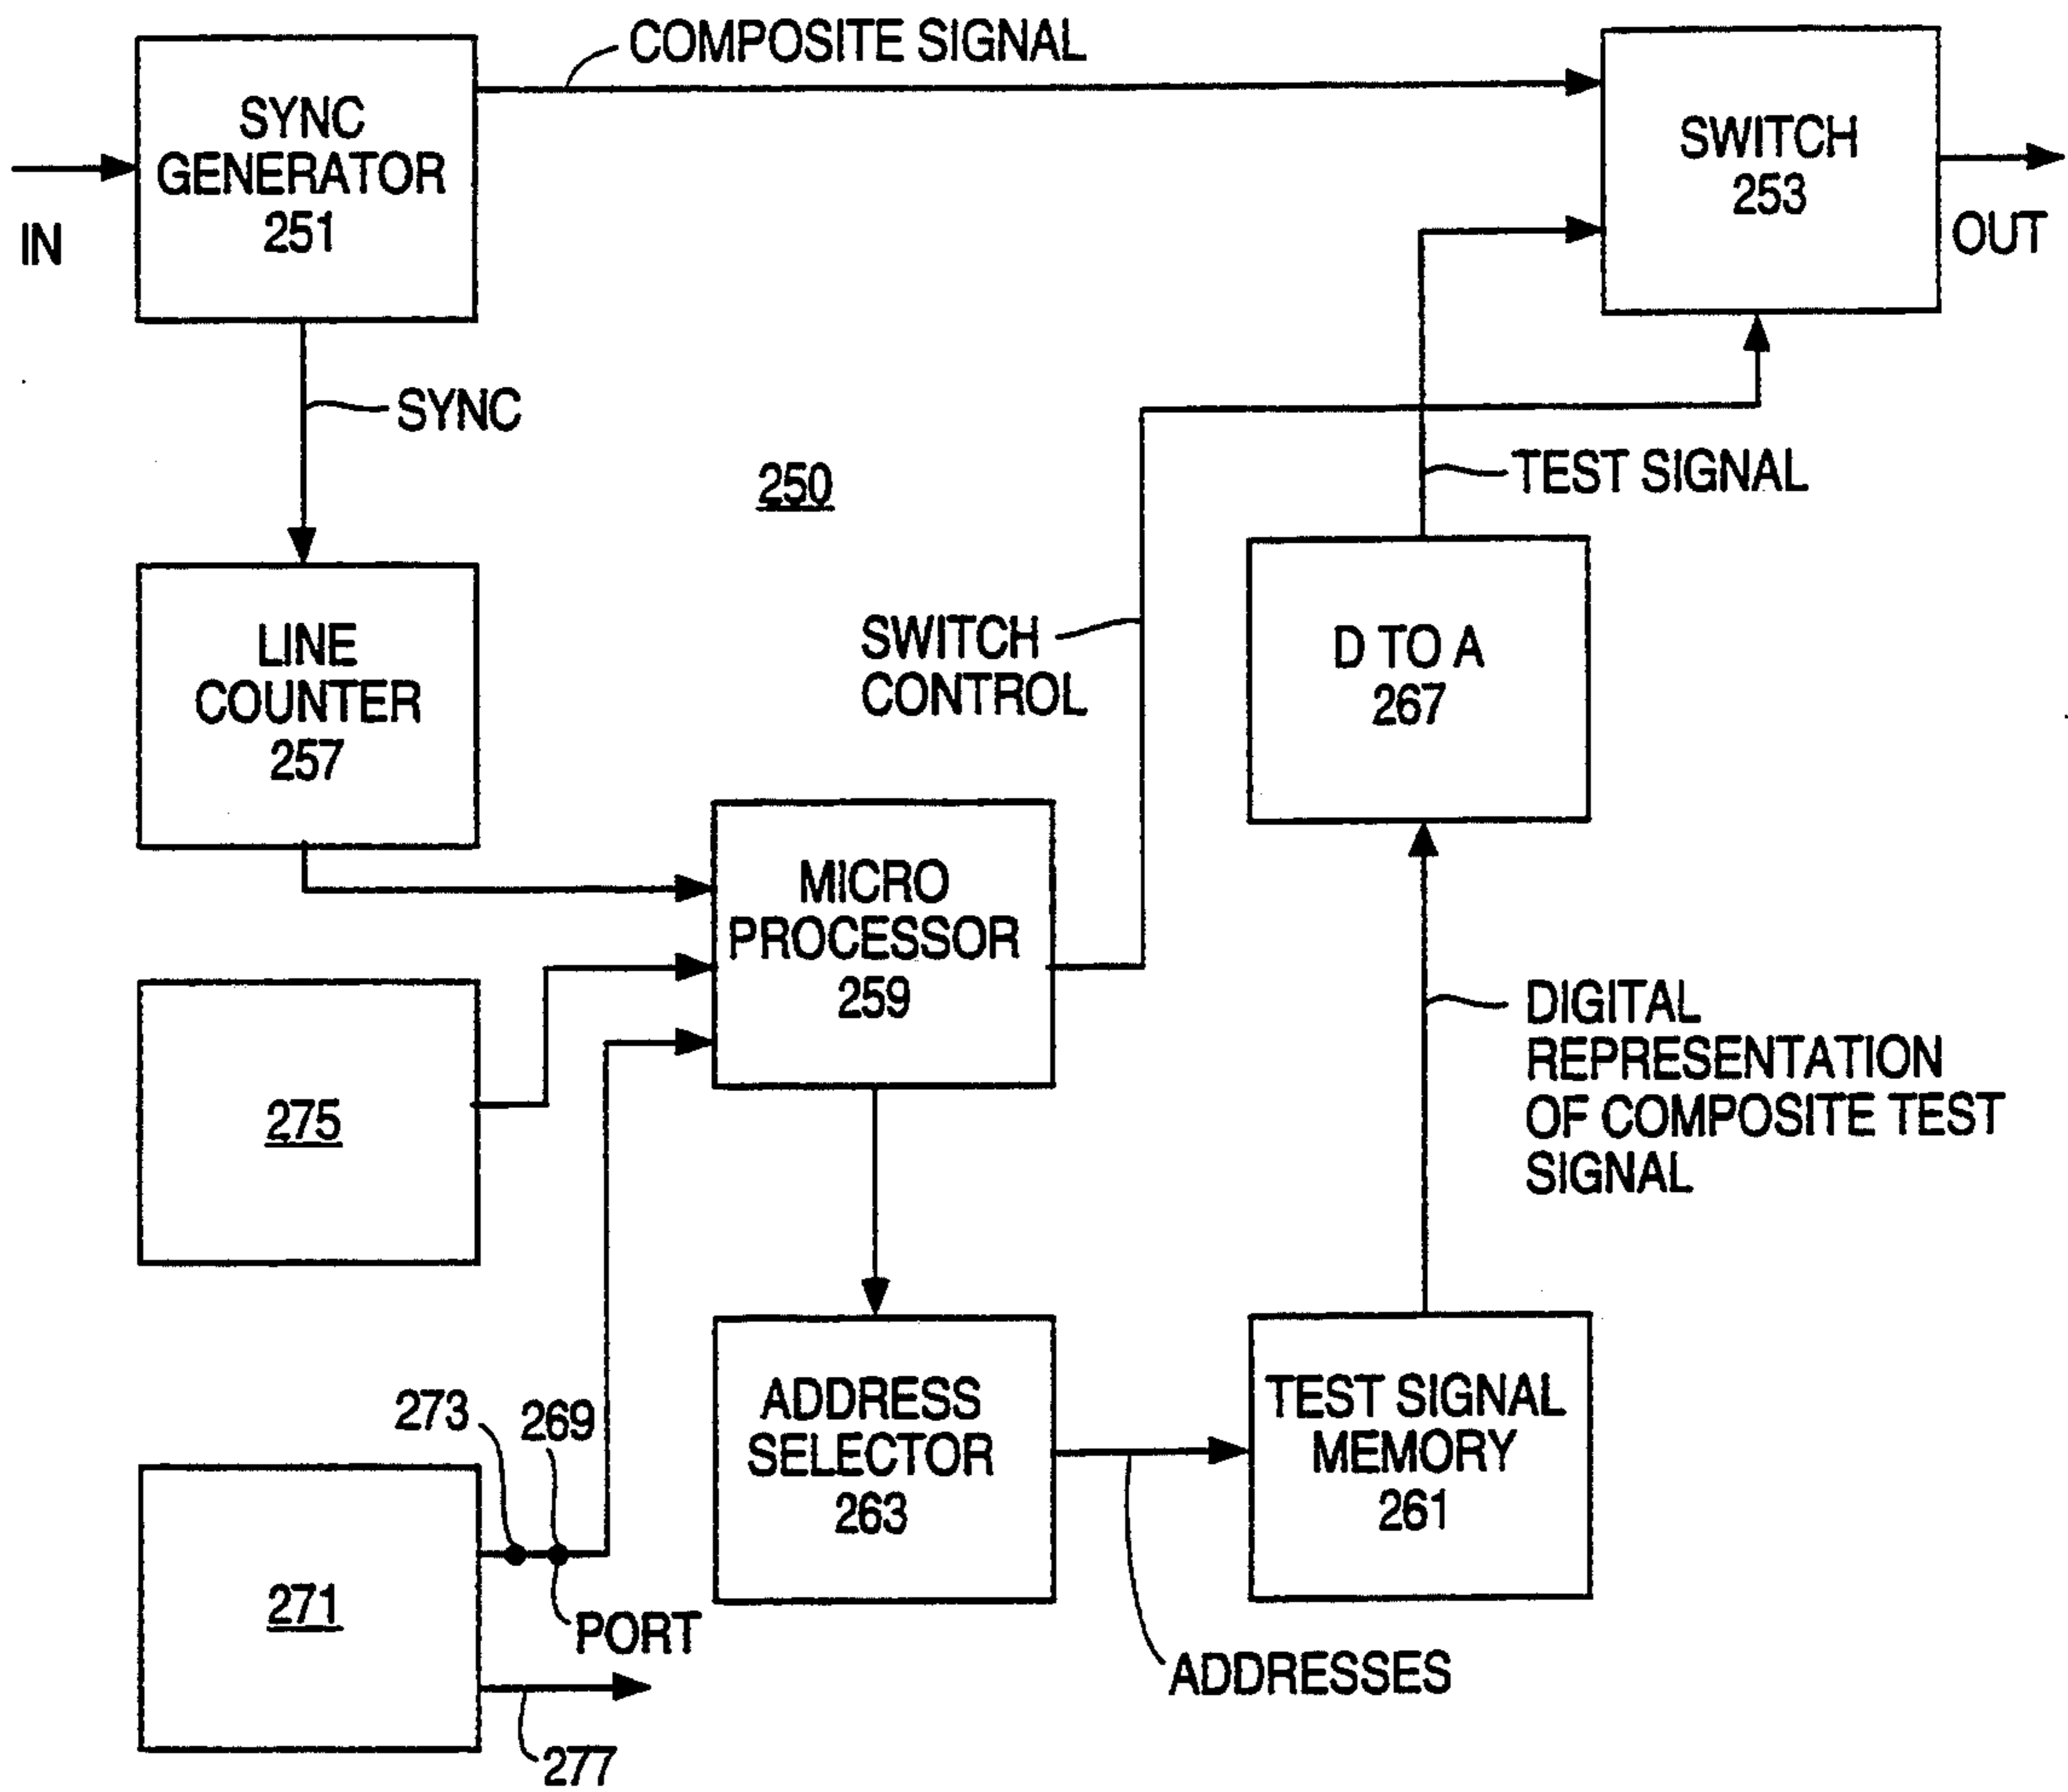 COMPOSITE SIGNAL
SYNC
GENERATOR
251
SWITCH
253
IN
OUT
SYNC
250
TEST SIGNAL
LINE
COUNTER
257
SWITCH
CONTROL
D TO A
267
MICRO
PROCESSOR
259
275
DIGITAL
REPRESENTATION
OF COMPOSITE TEST
SIGNAL
273
269
ADDRESS
SELECTOR
263
TEST SIGNAL
MEMORY
261
271
PORT
ADDRESSES
277